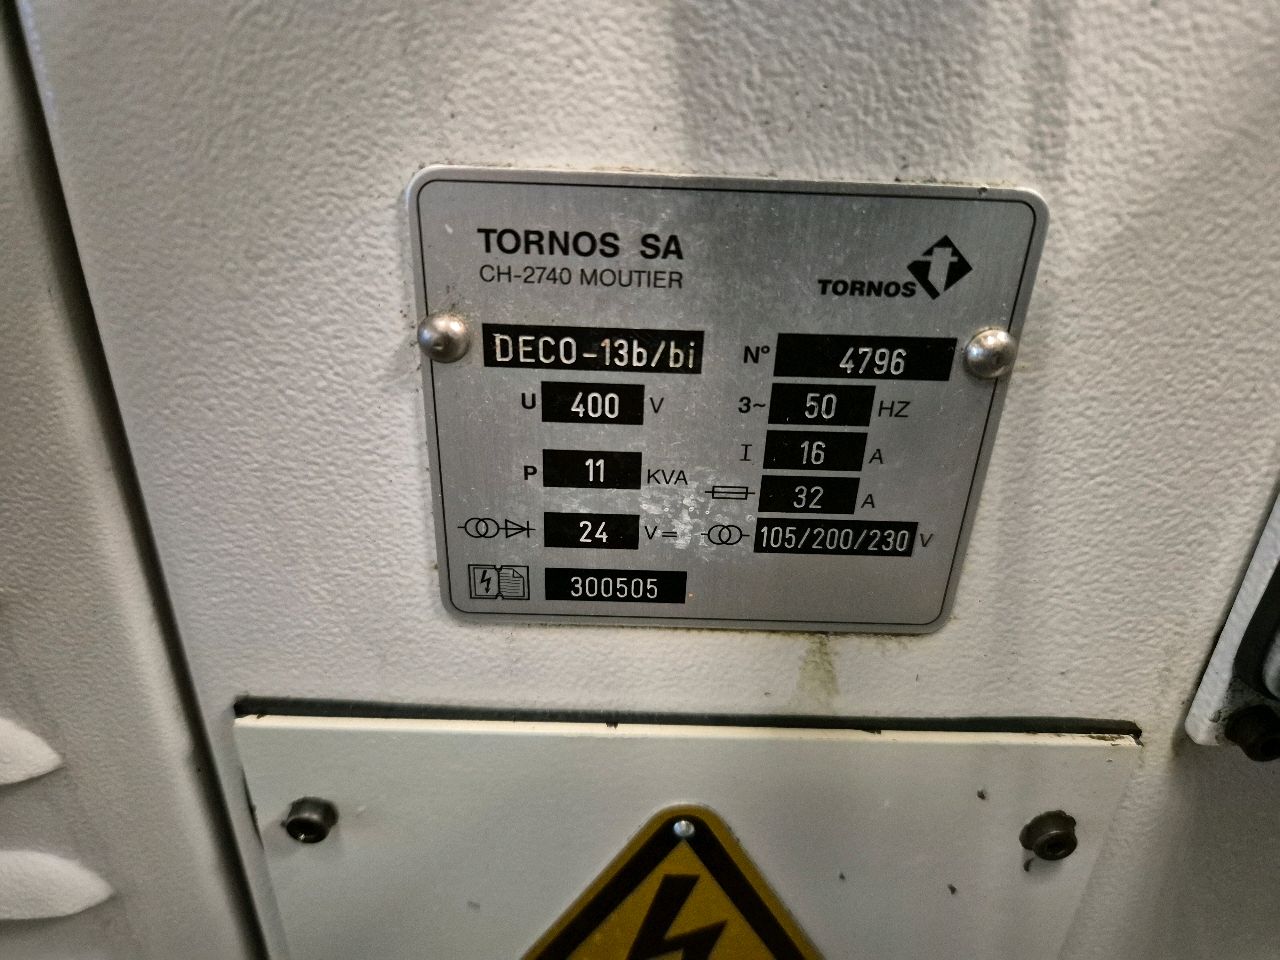 TORNOS SA
CH-2740 MOUTIER
TORNOS
DECO-13b/bi
Nº 4796
U 400 V
3~ 50 HZ
I 16 A
P 11 KVA
32 A
24 V=
105/200/230 V
300505